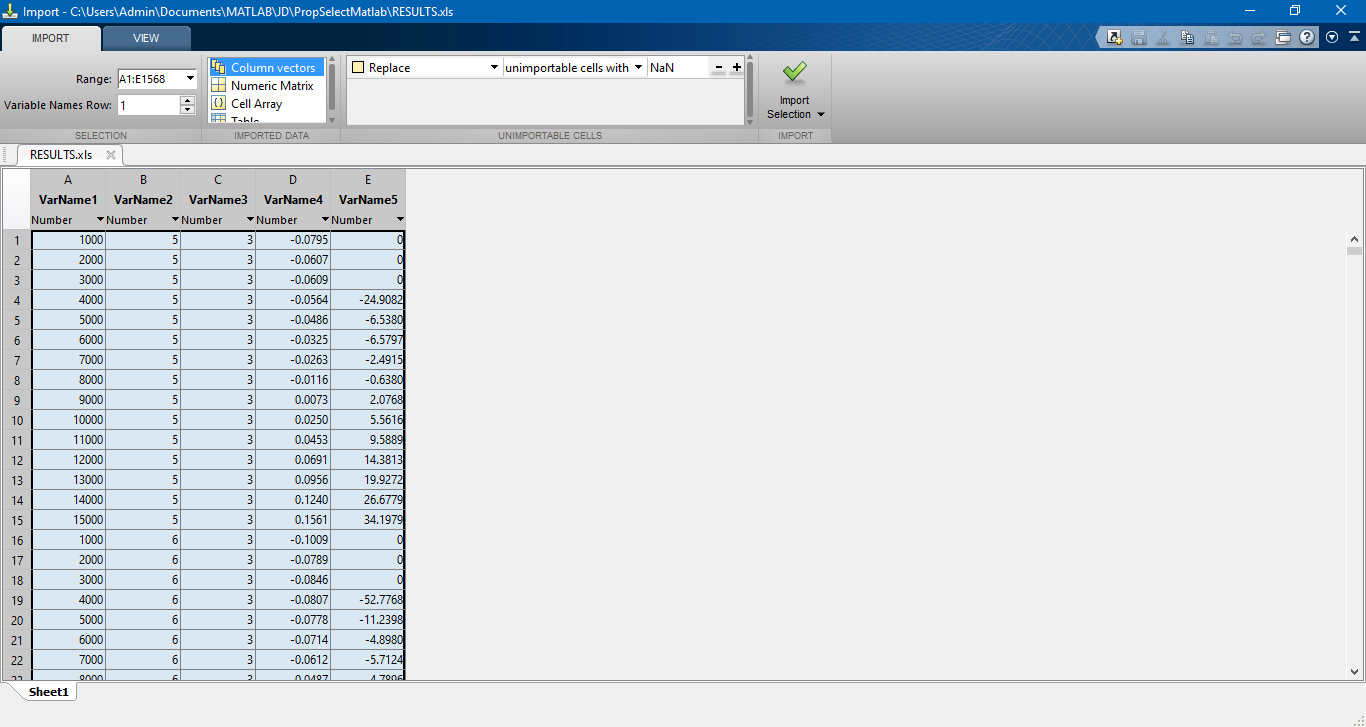 Import - C:\Users\Admin\Documents\MATLAB\JD\PropSelectMatlab\RESULTS.xls
IMPORT VIEW
Range: A1:E1568
Variable Names Row: 1
SELECTION
Column vectors
Numeric Matrix
Cell Array
Table
IMPORTED DATA
Replace unimportable cells with NaN
UNIMPORTABLE CELLS
Import
Selection
IMPORT
RESULTS.xls
A B C D E
VarName1 VarName2 VarName3 VarName4 VarName5
Number Number Number Number Number
1 1000 5 3 -0.0795 0
2 2000 5 3 -0.0607 0
3 3000 5 3 -0.0609 0
4 4000 5 3 -0.0564 -24.9082
5 5000 5 3 -0.0486 -6.5380
6 6000 5 3 -0.0325 -6.5797
7 7000 5 3 -0.0263 -2.4915
8 8000 5 3 -0.0116 -0.6380
9 9000 5 3 0.0073 2.0768
10 10000 5 3 0.0250 5.5616
11 11000 5 3 0.0453 9.5889
12 12000 5 3 0.0691 14.3813
13 13000 5 3 0.0956 19.9272
14 14000 5 3 0.1240 26.6779
15 15000 5 3 0.1561 34.1979
16 1000 6 3 -0.1009 0
17 2000 6 3 -0.0789 0
18 3000 6 3 -0.0846 0
19 4000 6 3 -0.0807 -52.7768
20 5000 6 3 -0.0778 -11.2398
21 6000 6 3 -0.0714 -4.8980
22 7000 6 3 -0.0612 -5.7124
23 8000 6 3
Sheet1